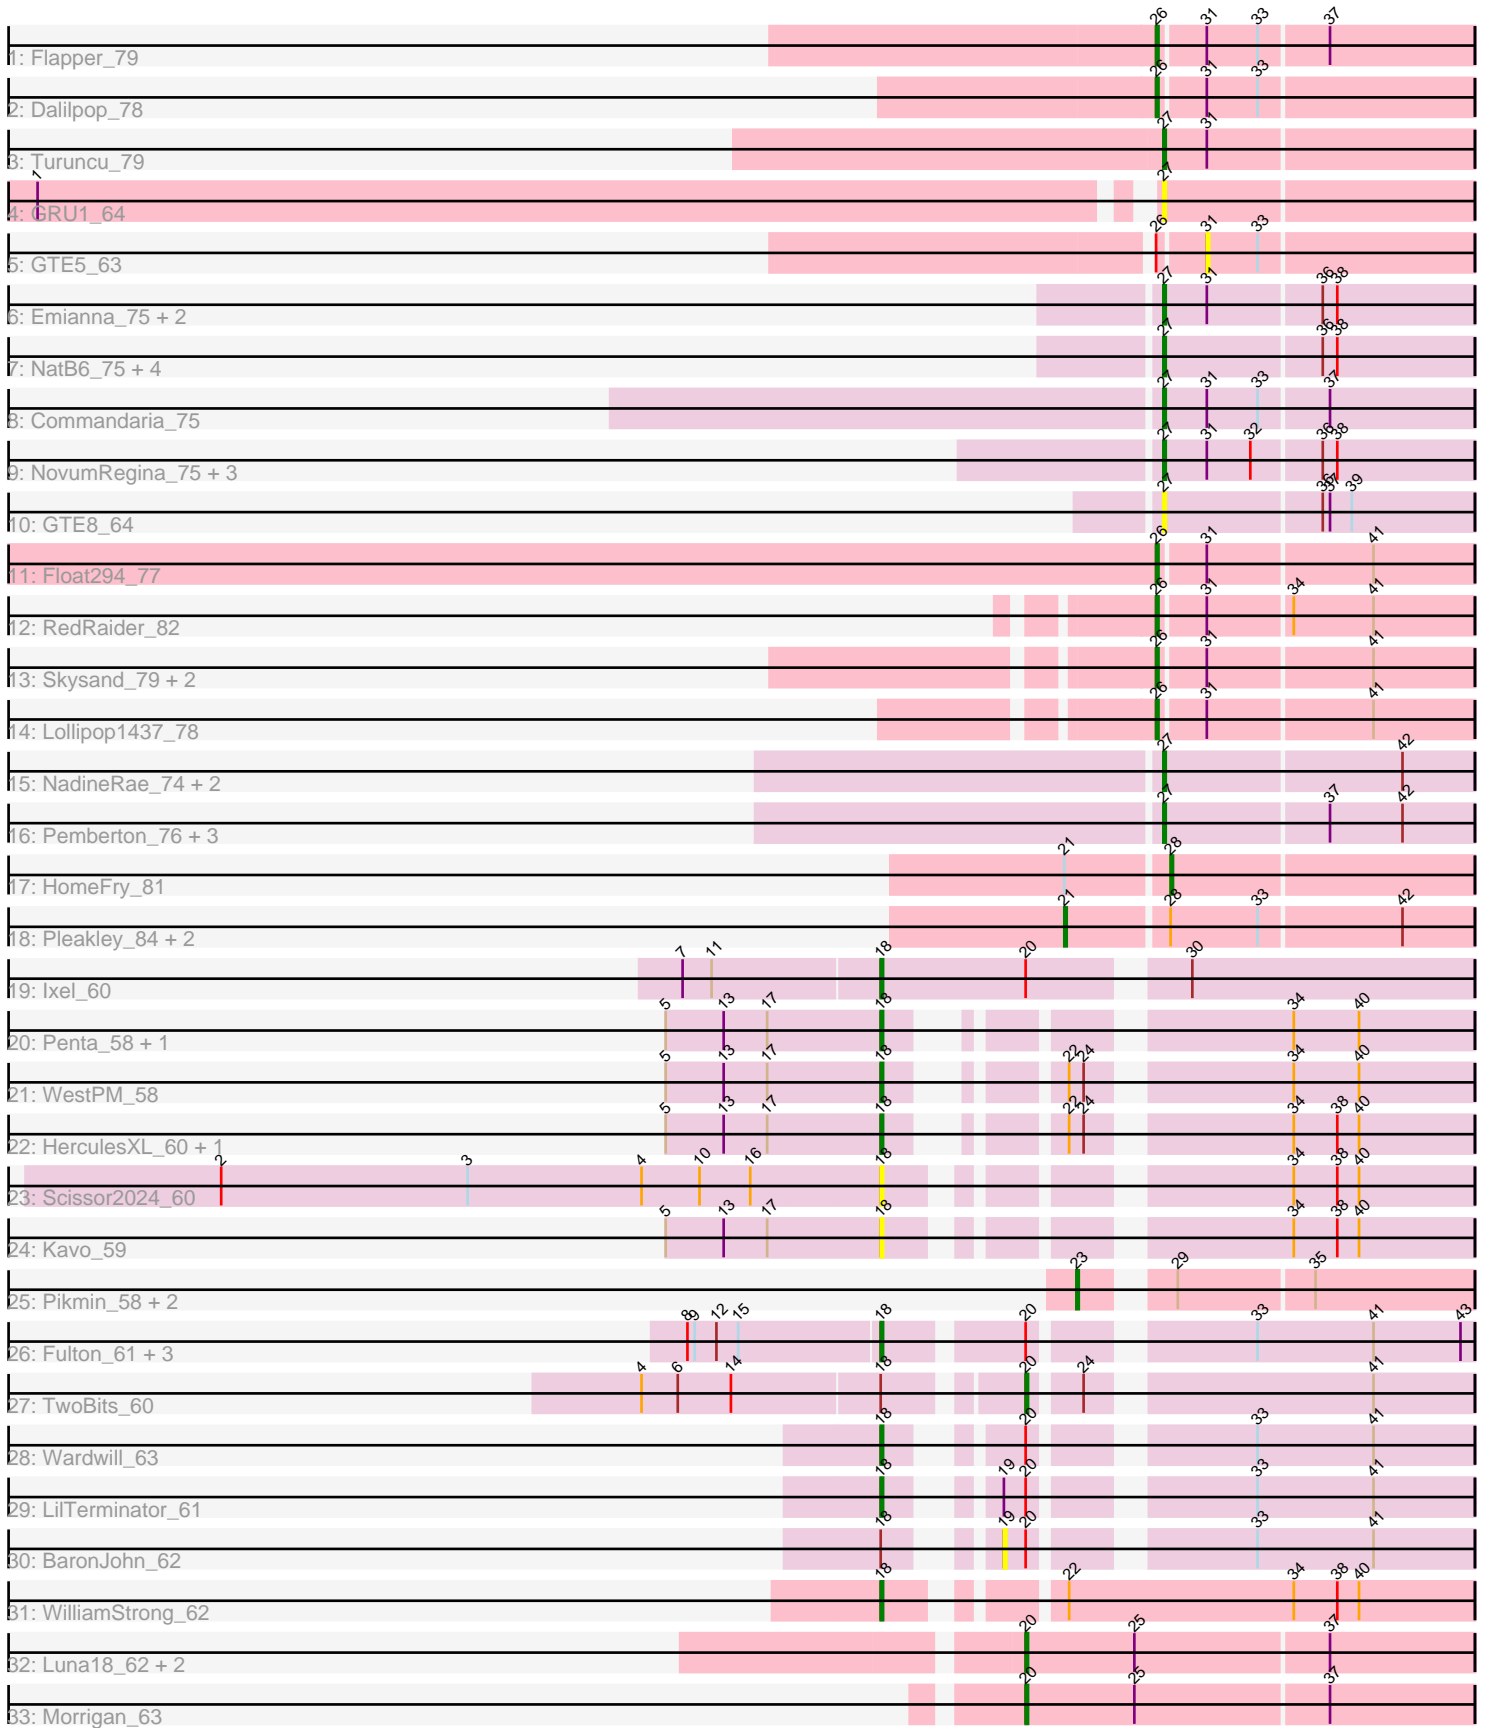 26 31 33 37
1: Flapper_79
26 31 33
2: Dalilpop_78
27 31
3: Turuncu_79
1 27
4: GRU1_64
26 31 33
5: GTE5_63
27 31 36 38
6: Emianna_75 + 2
27 36 38
7: NatB6_75 + 4
27 31 33 37
8: Commandaria_75
27 31 32 36 38
9: NovumRegina_75 + 3
27 36 37 39
10: GTE8_64
26 31 41
11: Float294_77
26 31 34 41
12: RedRaider_82
26 31 41
13: Skysand_79 + 2
26 31 41
14: Lollipop1437_78
27 42
15: NadineRae_74 + 2
27 37 42
16: Pemberton_76 + 3
21 28
17: HomeFry_81
21 28 33 42
18: Pleakley_84 + 2
7 11 18 20 30
19: Ixel_60
5 13 17 18 34 40
20: Penta_58 + 1
5 13 17 18 22 24 34 40
21: WestPM_58
5 13 17 18 22 24 34 38 40
22: HerculesXL_60 + 1
2 3 4 10 16 18 34 38 40
23: Scissor2024_60
5 13 17 18 34 38 40
24: Kavo_59
23 29 35
25: Pikmin_58 + 2
8 9 12 15 18 20 33 41 43
26: Fulton_61 + 3
4 6 14 18 20 24 41
27: TwoBits_60
18 20 33 41
28: Wardwill_63
18 19 20 33 41
29: LilTerminator_61
18 19 20 33 41
30: BaronJohn_62
18 22 34 38 40
31: WilliamStrong_62
20 25 37
32: Luna18_62 + 2
20 25 37
33: Morrigan_63